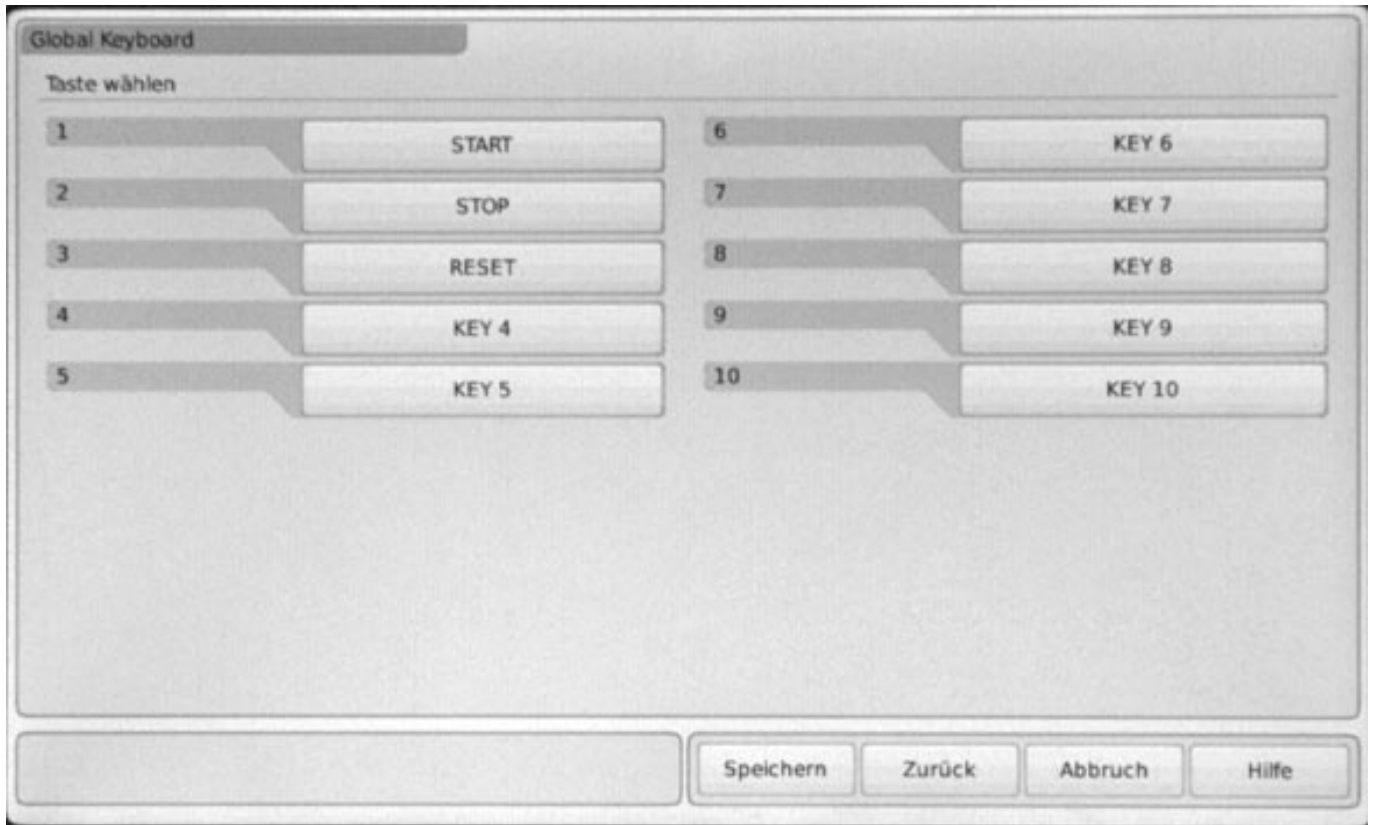 Global Keyboard
Taste wählen
1 START
2 STOP
3 RESET
4 KEY 4
5 KEY 5
6 KEY 6
7 KEY 7
8 KEY 8
9 KEY 9
10 KEY 10
Speichern Zurück Abbruch Hilfe